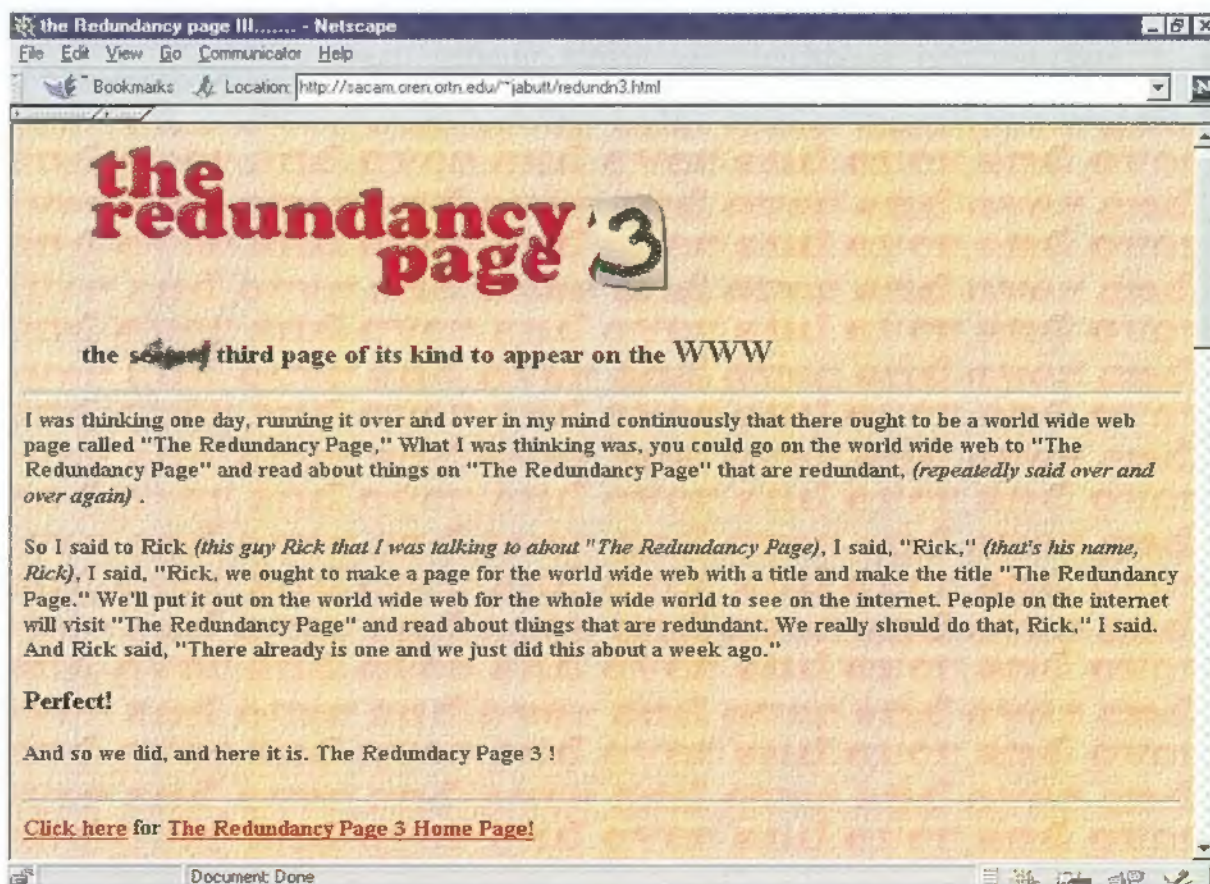 the Redundancy page III....... - Netscape
File Edit View Go Communicator Help
Bookmarks Location: http://sacam.oren.ortn.edu/~jabutt/redundn3.html
the
redundancy
page 3
the second third page of its kind to appear on the WWW
I was thinking one day, running it over and over in my mind continuously that there ought to be a world wide web
page called "The Redundancy Page," What I was thinking was, you could go on the world wide web to "The
Redundancy Page" and read about things on "The Redundancy Page" that are redundant, (repeatedly said over and
over again) .
So I said to Rick (this guy Rick that I was talking to about "The Redundancy Page), I said, "Rick," (that's his name,
Rick), I said, "Rick, we ought to make a page for the world wide web with a title and make the title "The Redundancy
Page." We'll put it out on the world wide web for the whole wide world to see on the internet. People on the internet
will visit "The Redundancy Page" and read about things that are redundant. We really should do that, Rick," I said.
And Rick said, "There already is one and we just did this about a week ago."
Perfect!
And so we did, and here it is. The Redundacy Page 3 !
Click here for The Redundancy Page 3 Home Page!
Document: Done